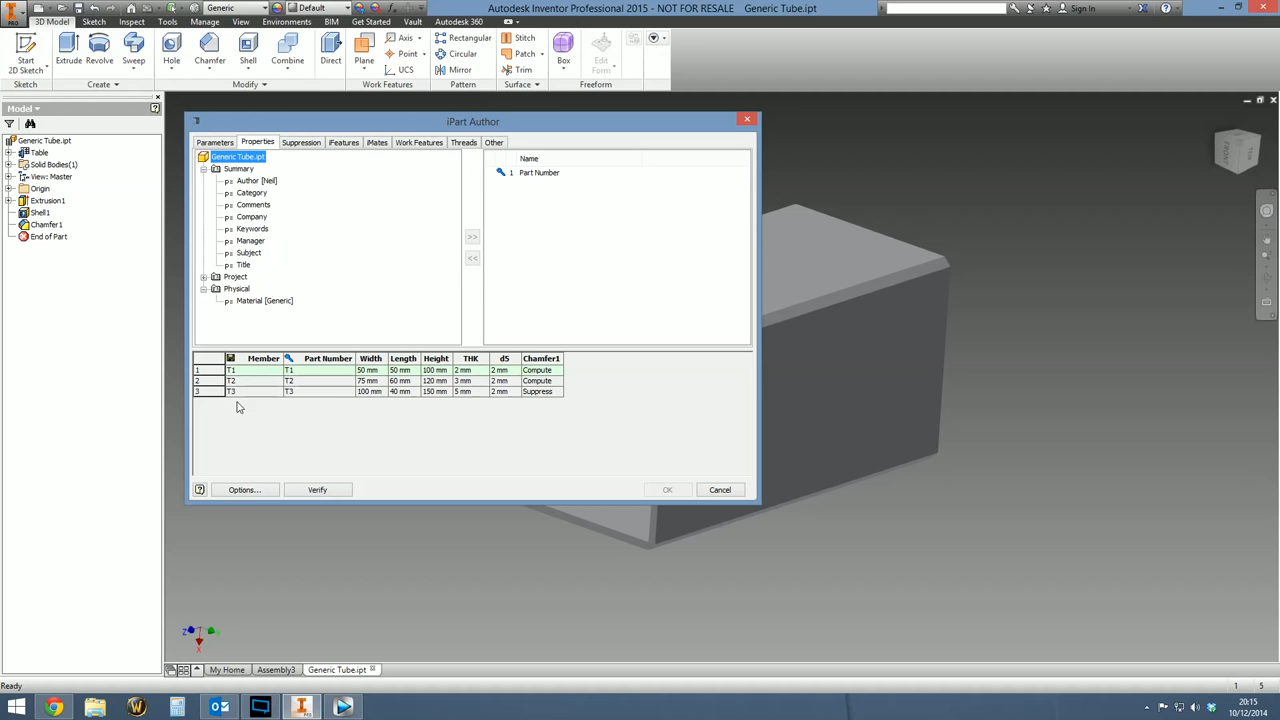 Generic
Default
Autodesk Inventor Professional 2015 - NOT FOR RESALE Generic Tube.ipt
Sign In
PRO
3D Model Sketch Inspect Tools Manage View Environments BIM Get Started Vault Autodesk 360
Start
2D Sketch
Extrude Revolve Sweep
Hole Chamfer Shell Combine
Direct
Plane
Axis
Point
UCS
Rectangular
Circular
Mirror
Stitch
Patch
Trim
Box
Edit
Form
Sketch Create Modify Work Features Pattern Surface Freeform
Model
Generic Tube.ipt
Table
Solid Bodies(1)
View: Master
Origin
Extrusion1
Shell1
Chamfer1
End of Part
iPart Author
Parameters Properties Suppression iFeatures iMates Work Features Threads Other
Generic Tube.ipt
Summary
Author [Neil]
Category
Comments
Company
Keywords
Manager
Subject
Title
Project
Physical
Material [Generic]
>>
<<
Name
1 Part Number
Member Part Number Width Length Height THK d5 Chamfer1
1 T1 T1 50 mm 50 mm 100 mm 2 mm 2 mm Compute
2 T2 T2 75 mm 60 mm 120 mm 3 mm 2 mm Compute
3 T3 T3 100 mm 40 mm 150 mm 5 mm 2 mm Suppress
Options... Verify OK Cancel
Z Y
X
My Home Assembly3 Generic Tube.ipt
Ready 1 5
20:15
10/12/2014